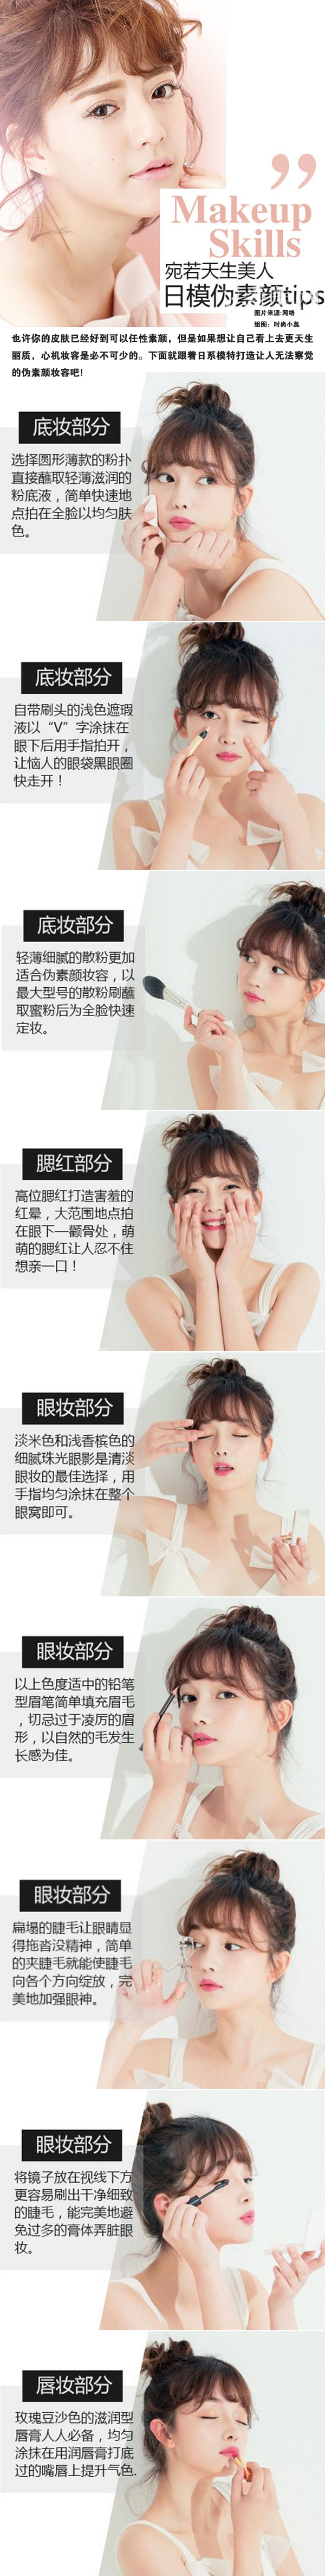 ”
Makeup
Skills
宛若天生美人
日模伪素颜tips
图片来源:网络
组图：时尚小蕊
也许你的皮肤已经好到可以任性素颜，但是如果想让自己看上去更天生
丽质，心机妆容是必不可少的。下面就跟着日系模特打造让人无法察觉
的伪素颜妆容吧!
底妆部分
选择圆形薄款的粉扑
直接蘸取轻薄滋润的
粉底液，简单快速地
点拍在全脸以均匀肤
色。
底妆部分
自带刷头的浅色遮瑕
液以“V”字涂抹在
眼下后用手指拍开，
让恼人的眼袋黑眼圈
快走开！
底妆部分
轻薄细腻的散粉更加
适合伪素颜妆容，以
最大型号的散粉刷蘸
取蜜粉后为全脸快速
定妆。
腮红部分
高位腮红打造害羞的
红晕，大范围地点拍
在眼下—颧骨处，萌
萌的腮红让人忍不住
想亲一口！
眼妆部分
淡米色和浅香槟色的
细腻珠光眼影是清淡
眼妆的最佳选择，用
手指均匀涂抹在整个
眼窝即可。
眼妆部分
以上色度适中的铅笔
型眉笔简单填充眉毛
，切忌过于凌厉的眉
形，以自然的毛发生
长感为佳。
眼妆部分
扁塌的睫毛让眼睛显
得拖沓没精神，简单
的夹睫毛就能使睫毛
向各个方向绽放，完
美地加强眼神。
眼妆部分
将镜子放在视线下方
更容易刷出干净细致
的睫毛，能完美地避
免过多的膏体弄脏眼
妆。
唇妆部分
玫瑰豆沙色的滋润型
唇膏人人必备，均匀
涂抹在用润唇膏打底
过的嘴唇上提升气色.